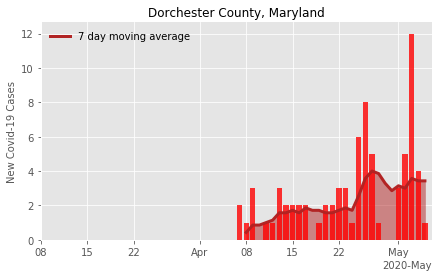 Dorchester County, Maryland
7 day moving average
New Covid-19 Cases
12
10
8
6
4
2
0
08 15 22 Apr 08 15 22 May
2020-May